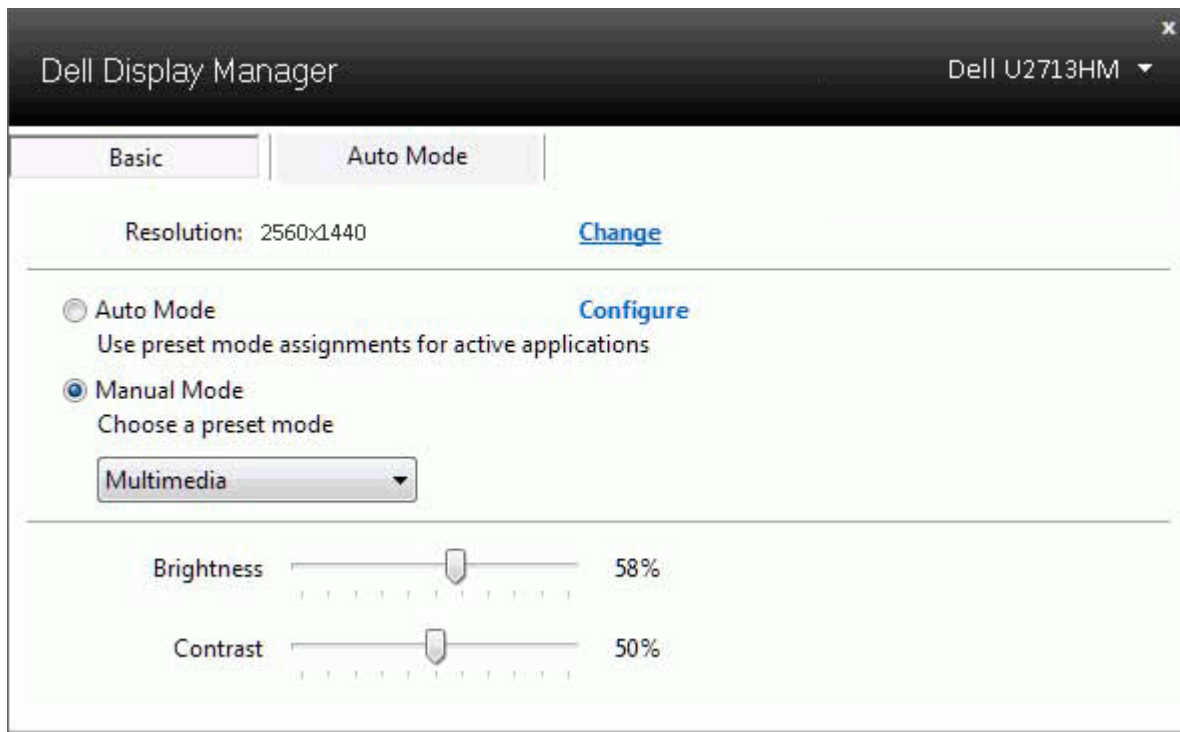 x
Dell Display Manager Dell U2713HM
Basic Auto Mode
Resolution: 2560x1440 Change
Auto Mode Configure
Use preset mode assignments for active applications
Manual Mode
Choose a preset mode
Multimedia
Brightness 58%
Contrast 50%